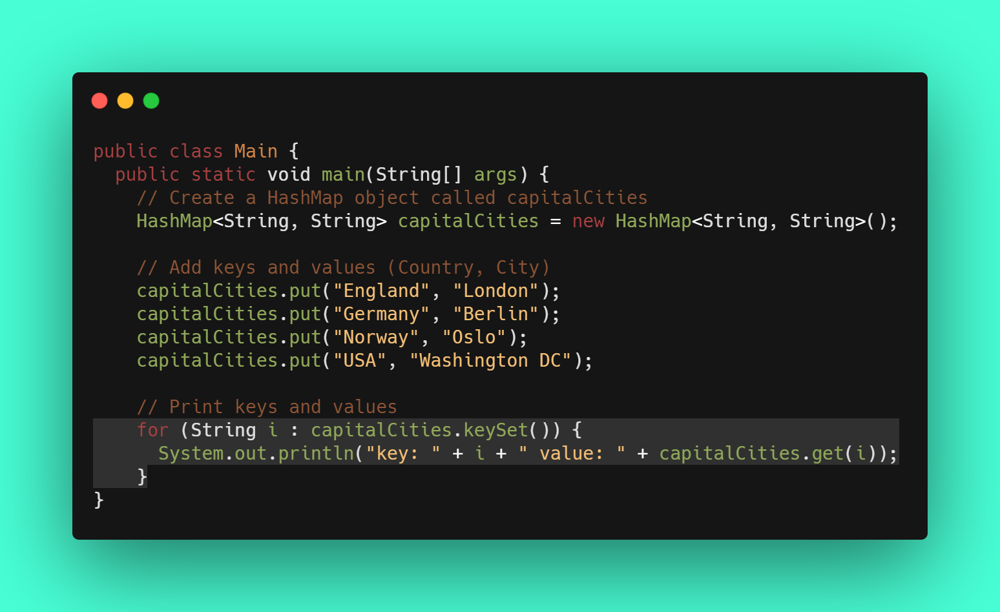 public class Main {
  public static void main(String[] args) {
    // Create a HashMap object called capitalCities
    HashMap<String, String> capitalCities = new HashMap<String, String>();

    // Add keys and values (Country, City)
    capitalCities.put("England", "London");
    capitalCities.put("Germany", "Berlin");
    capitalCities.put("Norway", "Oslo");
    capitalCities.put("USA", "Washington DC");

    // Print keys and values
    for (String i : capitalCities.keySet()) {
      System.out.println("key: " + i + " value: " + capitalCities.get(i));
    }
}